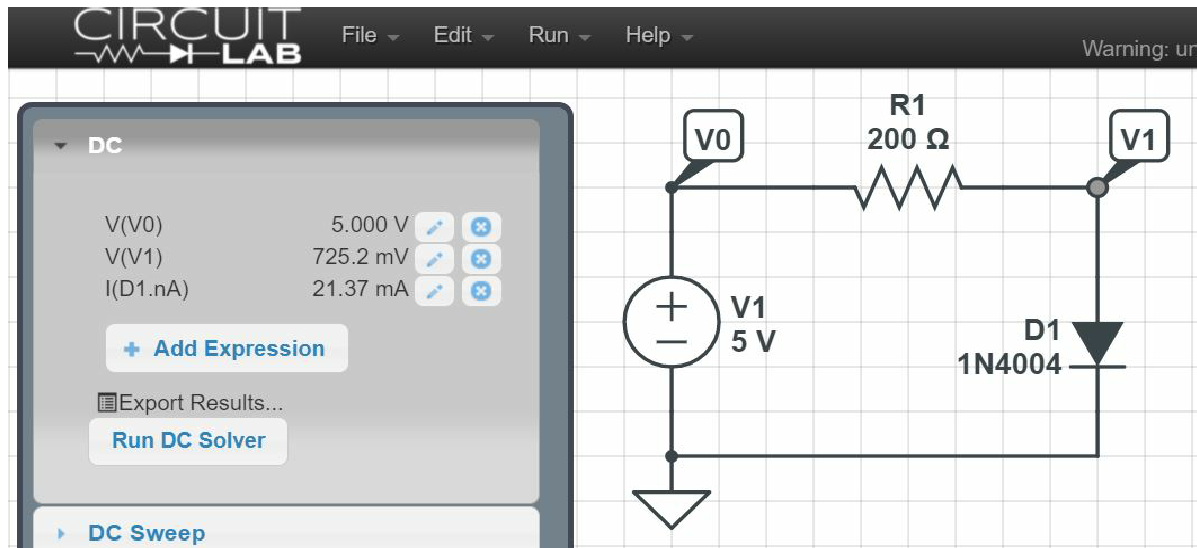 CIRCUIT
LAB
File Edit Run Help
Warning:
DC
V(V0) 5.000 V
V(V1) 725.2 mV
I(D1.nA) 21.37 mA
+ Add Expression
Export Results...
Run DC Solver
DC Sweep
V0
R1
200 Ω
V1
V1
5 V
D1
1N4004